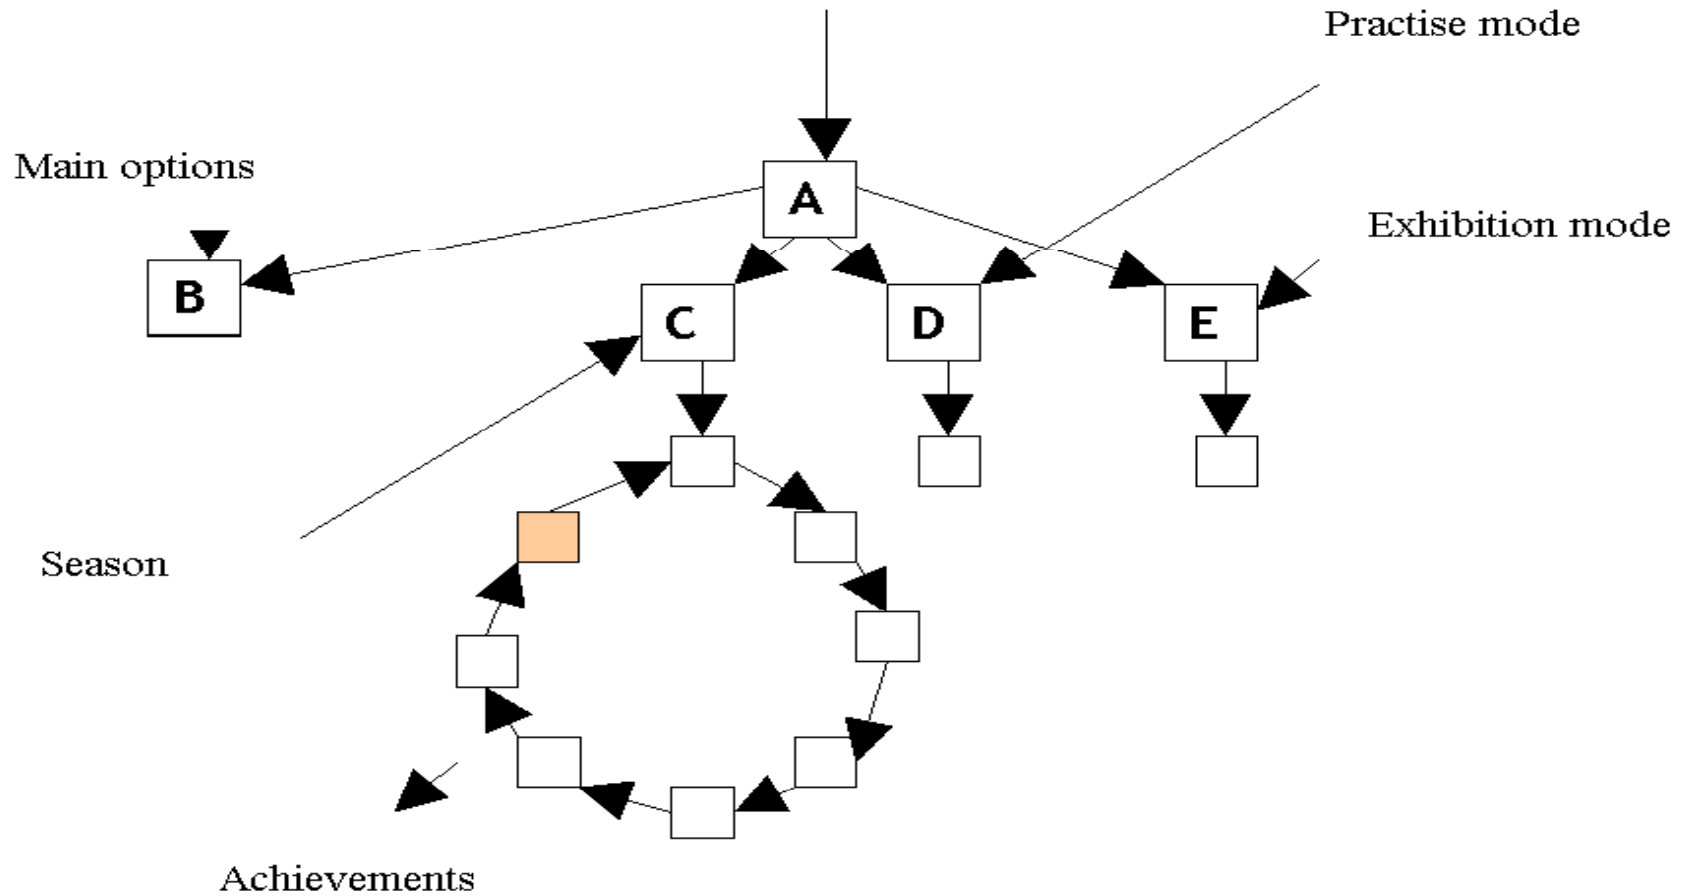 Practise mode
Main options
A
Exhibition mode
B
C
D
E
Season
Achievements